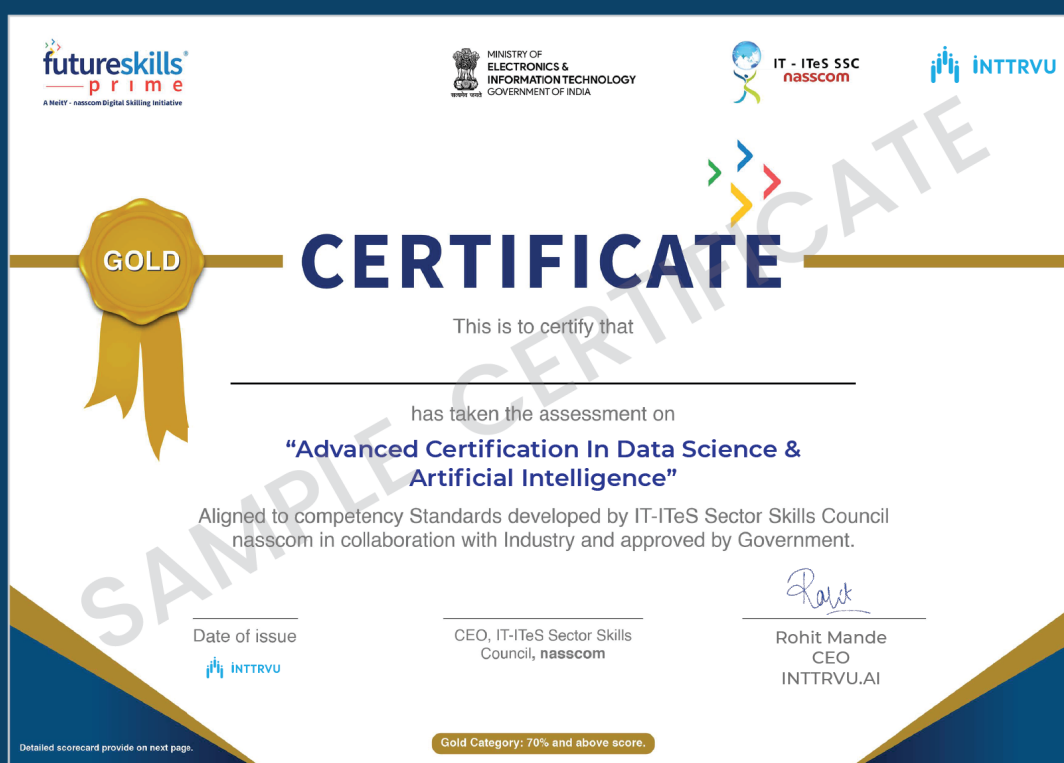 futureskills®
prime
A MeitY - nasscom Digital Skilling Initiative
सत्यमेव जयते
MINISTRY OF
ELECTRONICS &
INFORMATION TECHNOLOGY
GOVERNMENT OF INDIA
IT - ITeS SSC
nasscom
INTTRVU
GOLD
CERTIFICATE
This is to certify that
has taken the assessment on
“Advanced Certification In Data Science &
Artificial Intelligence”
Aligned to competency Standards developed by IT-ITeS Sector Skills Council
nasscom in collaboration with Industry and approved by Government.
SAMPLE CERTIFICATE
Rohit
Date of issue
INTTRVU
CEO, IT-ITeS Sector Skills
Council, nasscom
Rohit Mande
CEO
INTTRVU.AI
Detailed scorecard provide on next page.
Gold Category: 70% and above score.